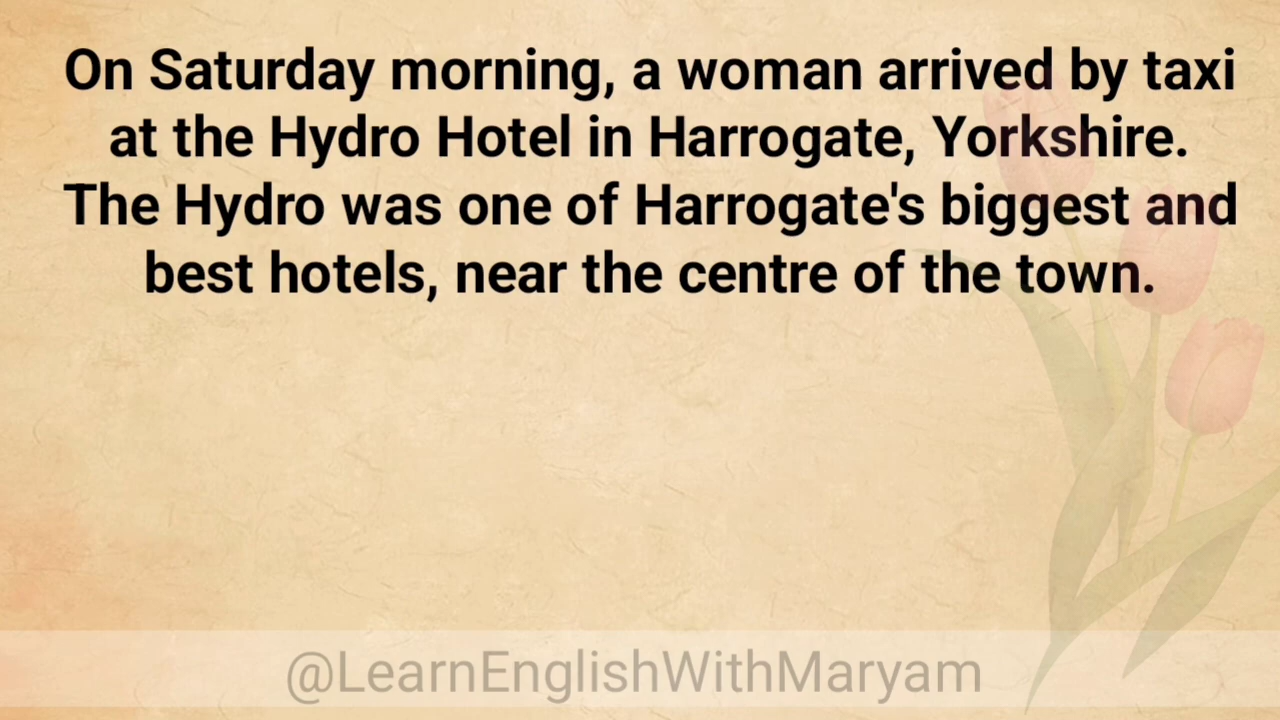 On Saturday morning, a woman arrived by taxi
at the Hydro Hotel in Harrogate, Yorkshire.
The Hydro was one of Harrogate's biggest and
best hotels, near the centre of the town.
@LearnEnglishWithMaryam